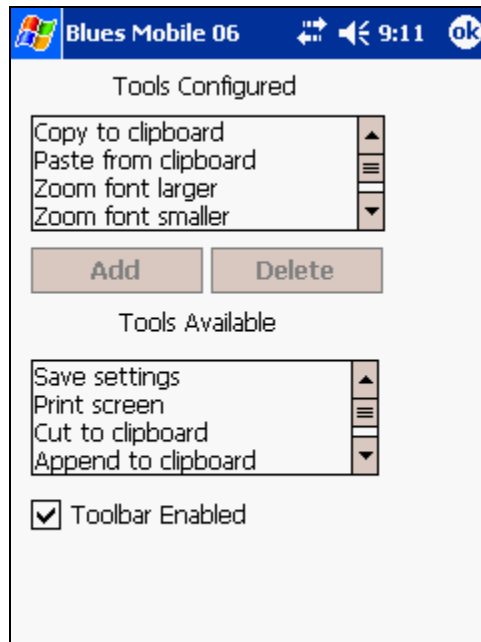 Blues Mobile 06 9:11 ok
Tools Configured
Copy to clipboard
Paste from clipboard
Zoom font larger
Zoom font smaller
Add Delete
Tools Available
Save settings
Print screen
Cut to clipboard
Append to clipboard
Toolbar Enabled